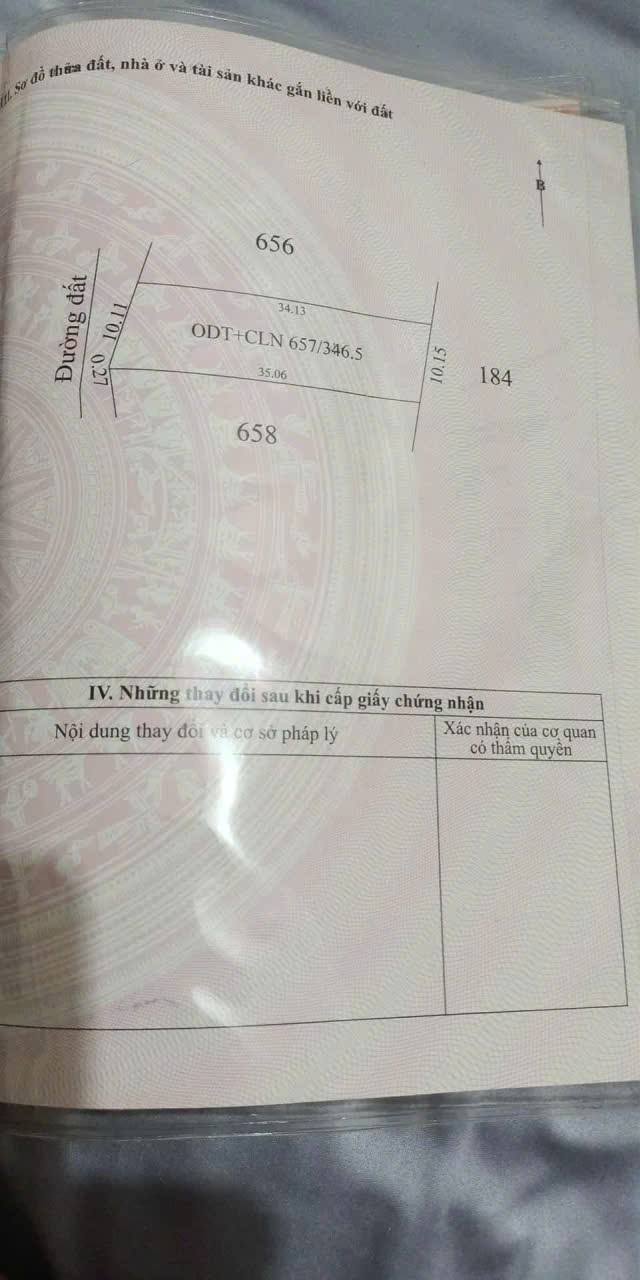 III. Sơ đồ thửa đất, nhà ở và tài sản khác gắn liền với đất
B
656
Đường đất
0.27
10.11
34.13
ODT+CLN 657/346.5
35.06
10.15
184
658
IV. Những thay đổi sau khi cấp giấy chứng nhận
Nội dung thay đổi và cơ sở pháp lý
Xác nhận của cơ quan
có thẩm quyền